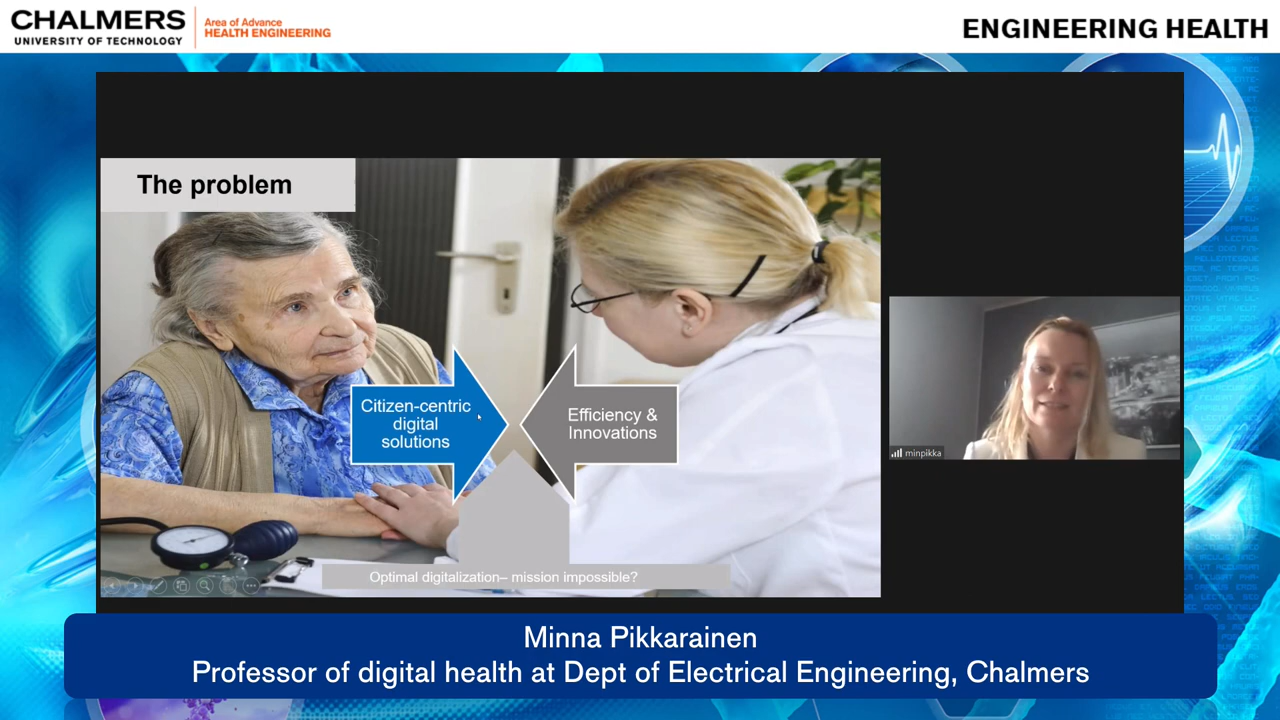 CHALMERS
UNIVERSITY OF TECHNOLOGY
Area of Advance
HEALTH ENGINEERING
ENGINEERING HEALTH
The problem
Citizen-centric
digital
solutions
Efficiency &
Innovations
Optimal digitalization– mission impossible?
minpikka
Minna Pikkarainen
Professor of digital health at Dept of Electrical Engineering, Chalmers